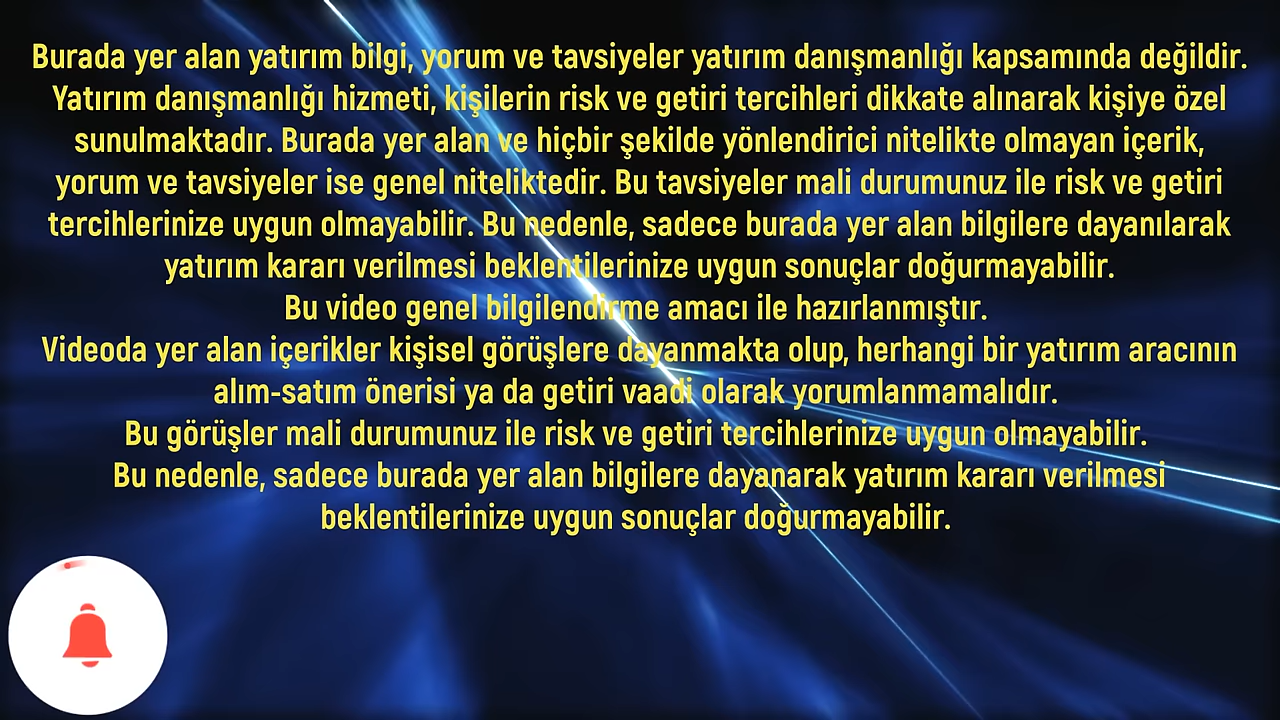 Burada yer alan yatırım bilgi, yorum ve tavsiyeler yatırım danışmanlığı kapsamında değildir.
Yatırım danışmanlığı hizmeti, kişilerin risk ve getiri tercihleri dikkate alınarak kişiye özel
sunulmaktadır. Burada yer alan ve hiçbir şekilde yönlendirici nitelikte olmayan içerik,
yorum ve tavsiyeler ise genel niteliktedir. Bu tavsiyeler mali durumunuz ile risk ve getiri
tercihlerinize uygun olmayabilir. Bu nedenle, sadece burada yer alan bilgilere dayanılarak
yatırım kararı verilmesi beklentilerinize uygun sonuçlar doğurmayabilir.
Bu video genel bilgilendirme amacı ile hazırlanmıştır.
Videoda yer alan içerikler kişisel görüşlere dayanmakta olup, herhangi bir yatırım aracının
alım-satım önerisi ya da getiri vaadi olarak yorumlanmamalıdır.
Bu görüşler mali durumunuz ile risk ve getiri tercihlerinize uygun olmayabilir.
Bu nedenle, sadece burada yer alan bilgilere dayanarak yatırım kararı verilmesi
beklentilerinize uygun sonuçlar doğurmayabilir.